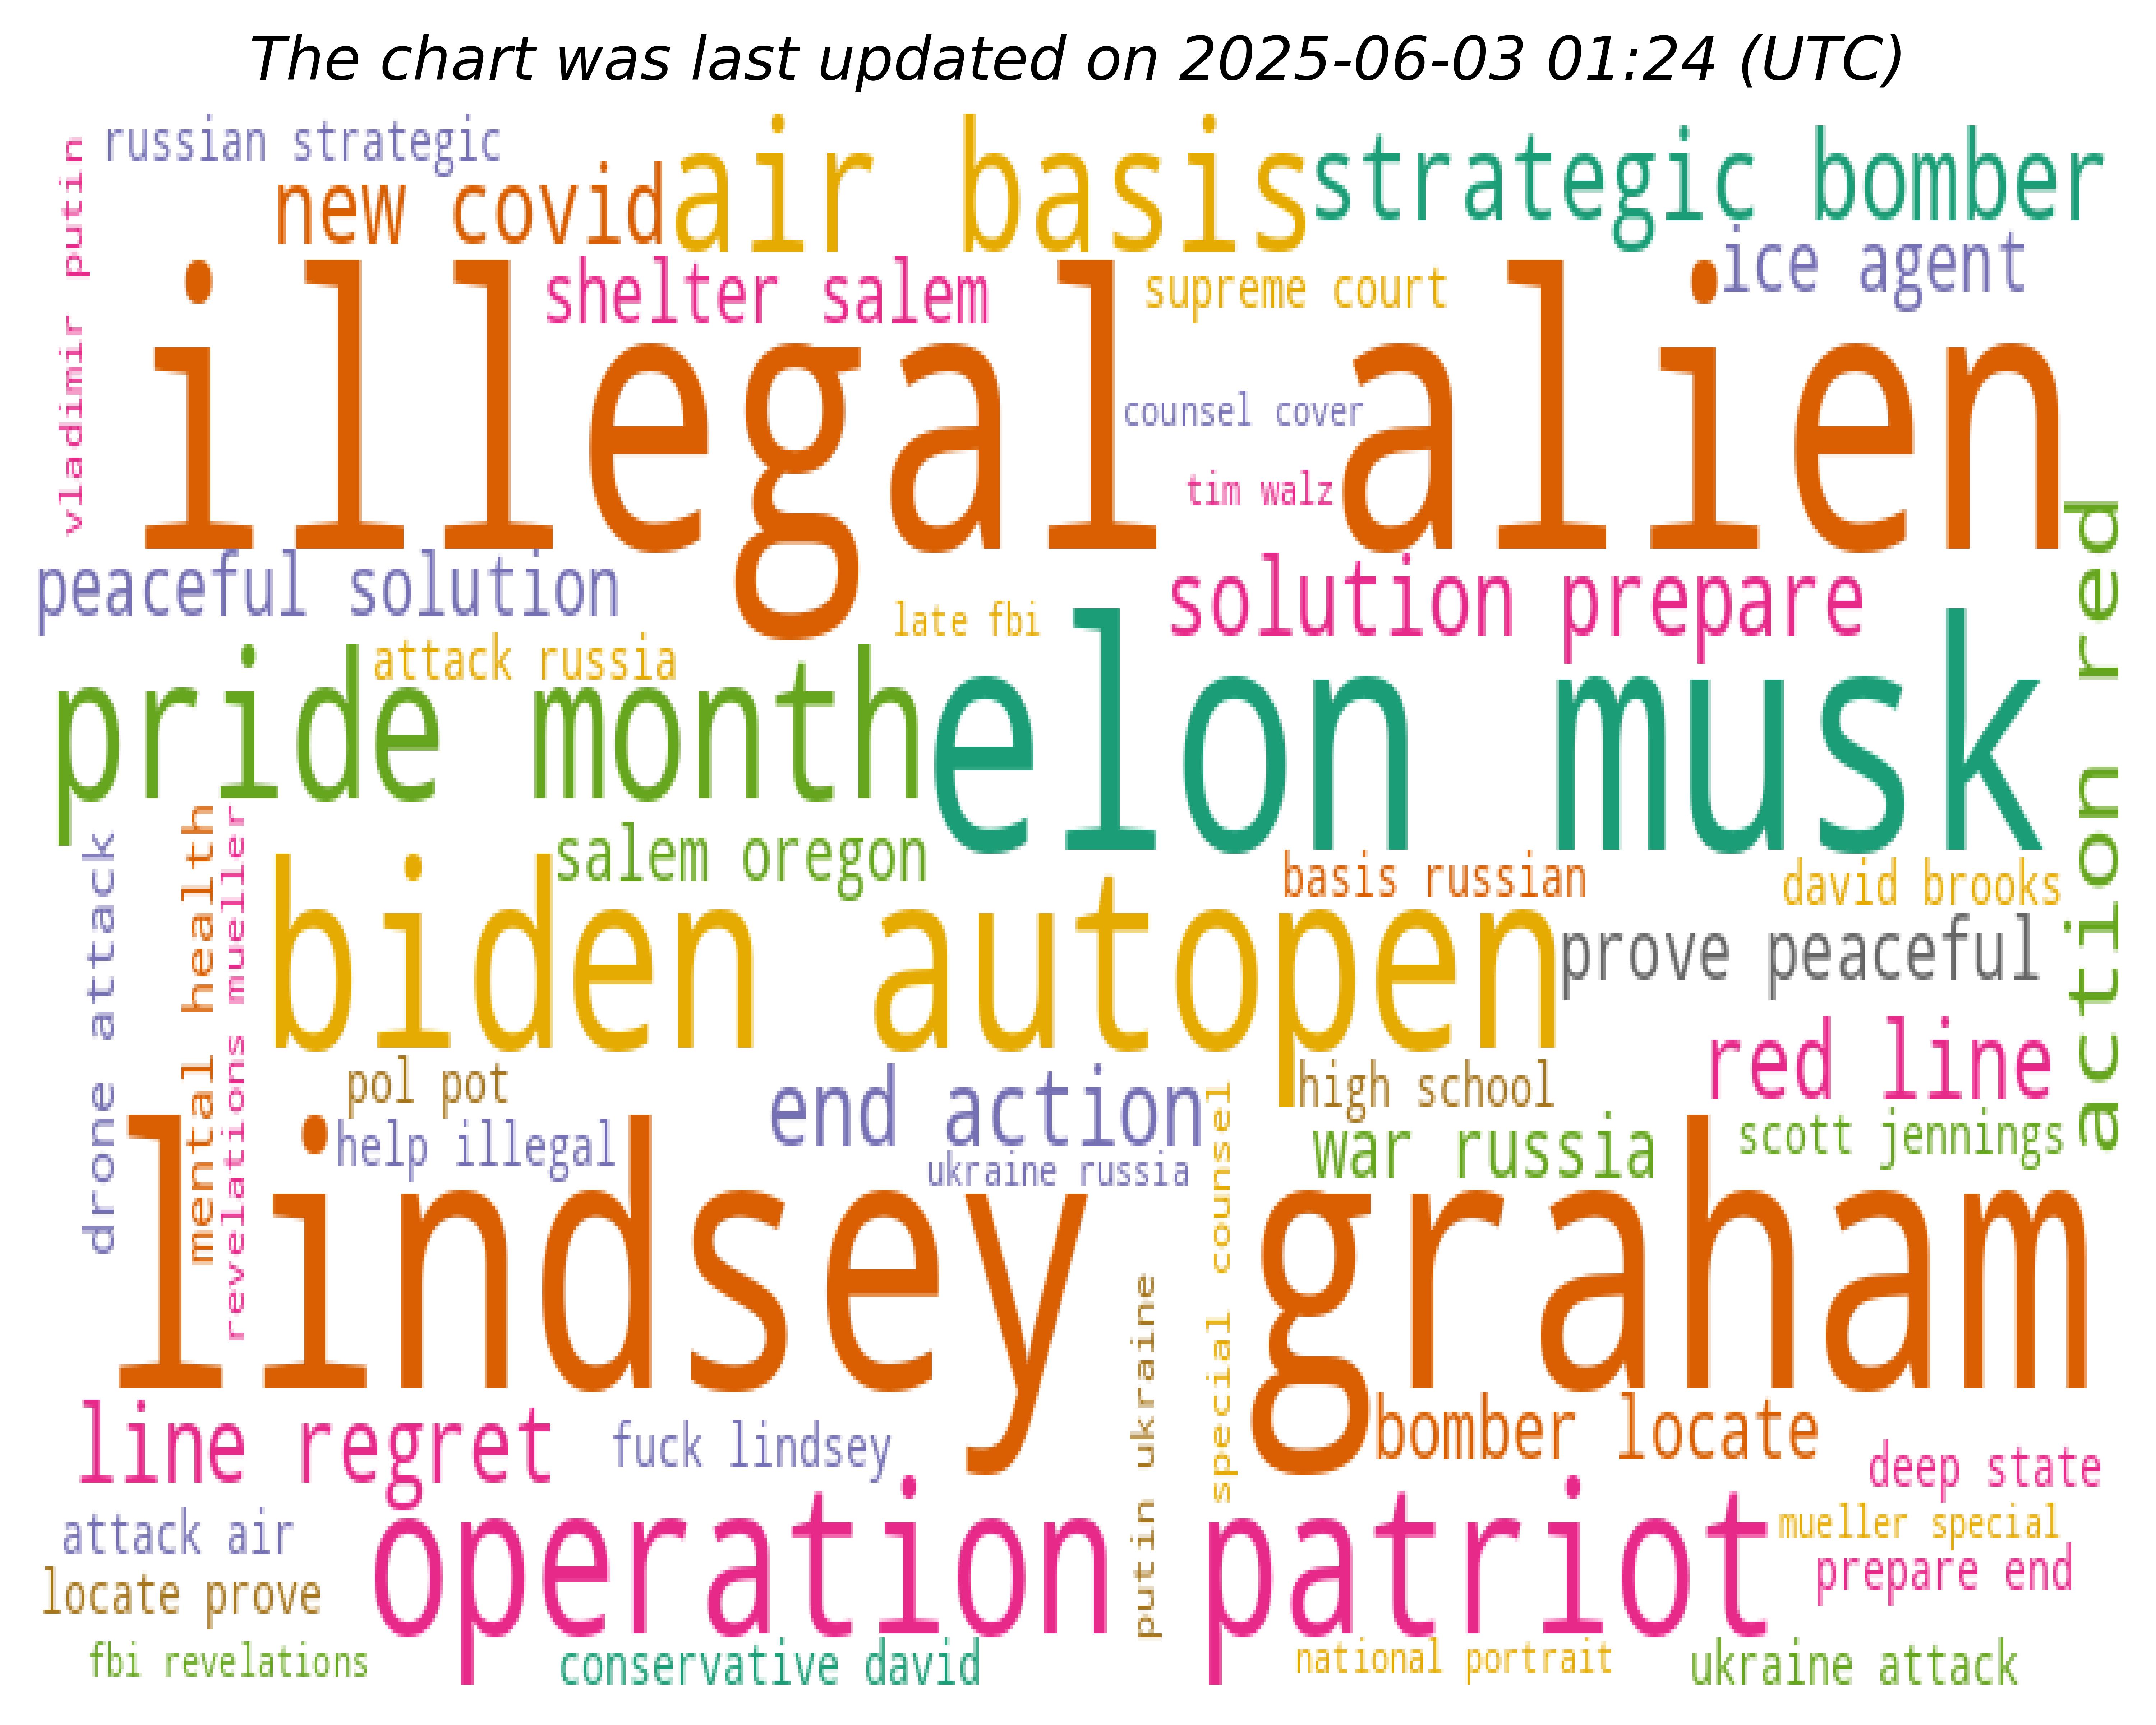 The chart was last updated on 2025-06-03 01:24 (UTC)
russian strategic
vladimir putin
new covid
air basis
strategic bomber
ice agent
shelter salem
supreme court
illegal alien
counsel cover
tim walz
peaceful solution
late fbi
solution prepare
action red
attack russia
pride month
elon musk
salem oregon
basis russian
david brooks
drone attack
mental health
revelations mueller
biden autopen
prove peaceful
red line
pol pot
end action
high school
help illegal
ukraine russia
war russia
scott jennings
special counsel
lindsey graham
putin ukraine
line regret
fuck lindsey
bomber locate
deep state
attack air
operation patriot
mueller special
locate prove
prepare end
fbi revelations
conservative david
national portrait
ukraine attack